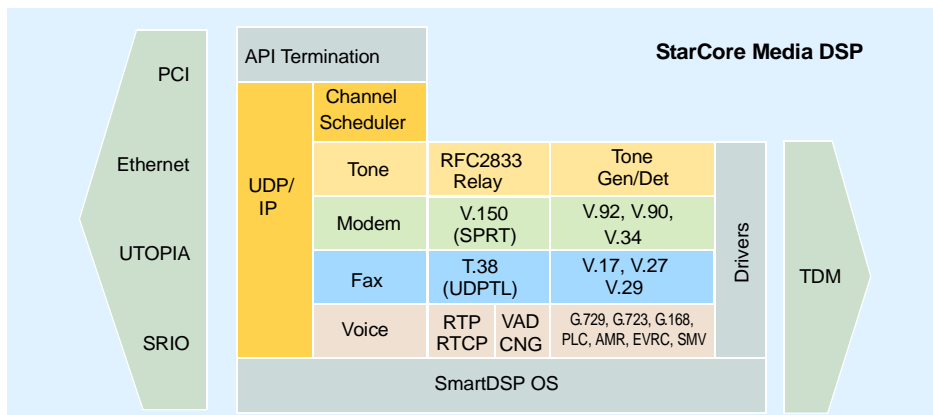 StarCore Media DSP
PCI
Ethernet
UTOPIA
SRIO
API Termination
UDP/
IP
Channel
Scheduler
Tone
RFC2833
Relay
Tone
Gen/Det
Modem
V.150
(SPRT)
V.92, V.90,
V.34
Fax
T.38
(UDPTL)
V.17, V.27
V.29
Voice
RTP
RTCP
VAD
CNG
G.729, G.723, G.168,
PLC, AMR, EVRC, SMV
Drivers
SmartDSP OS
TDM